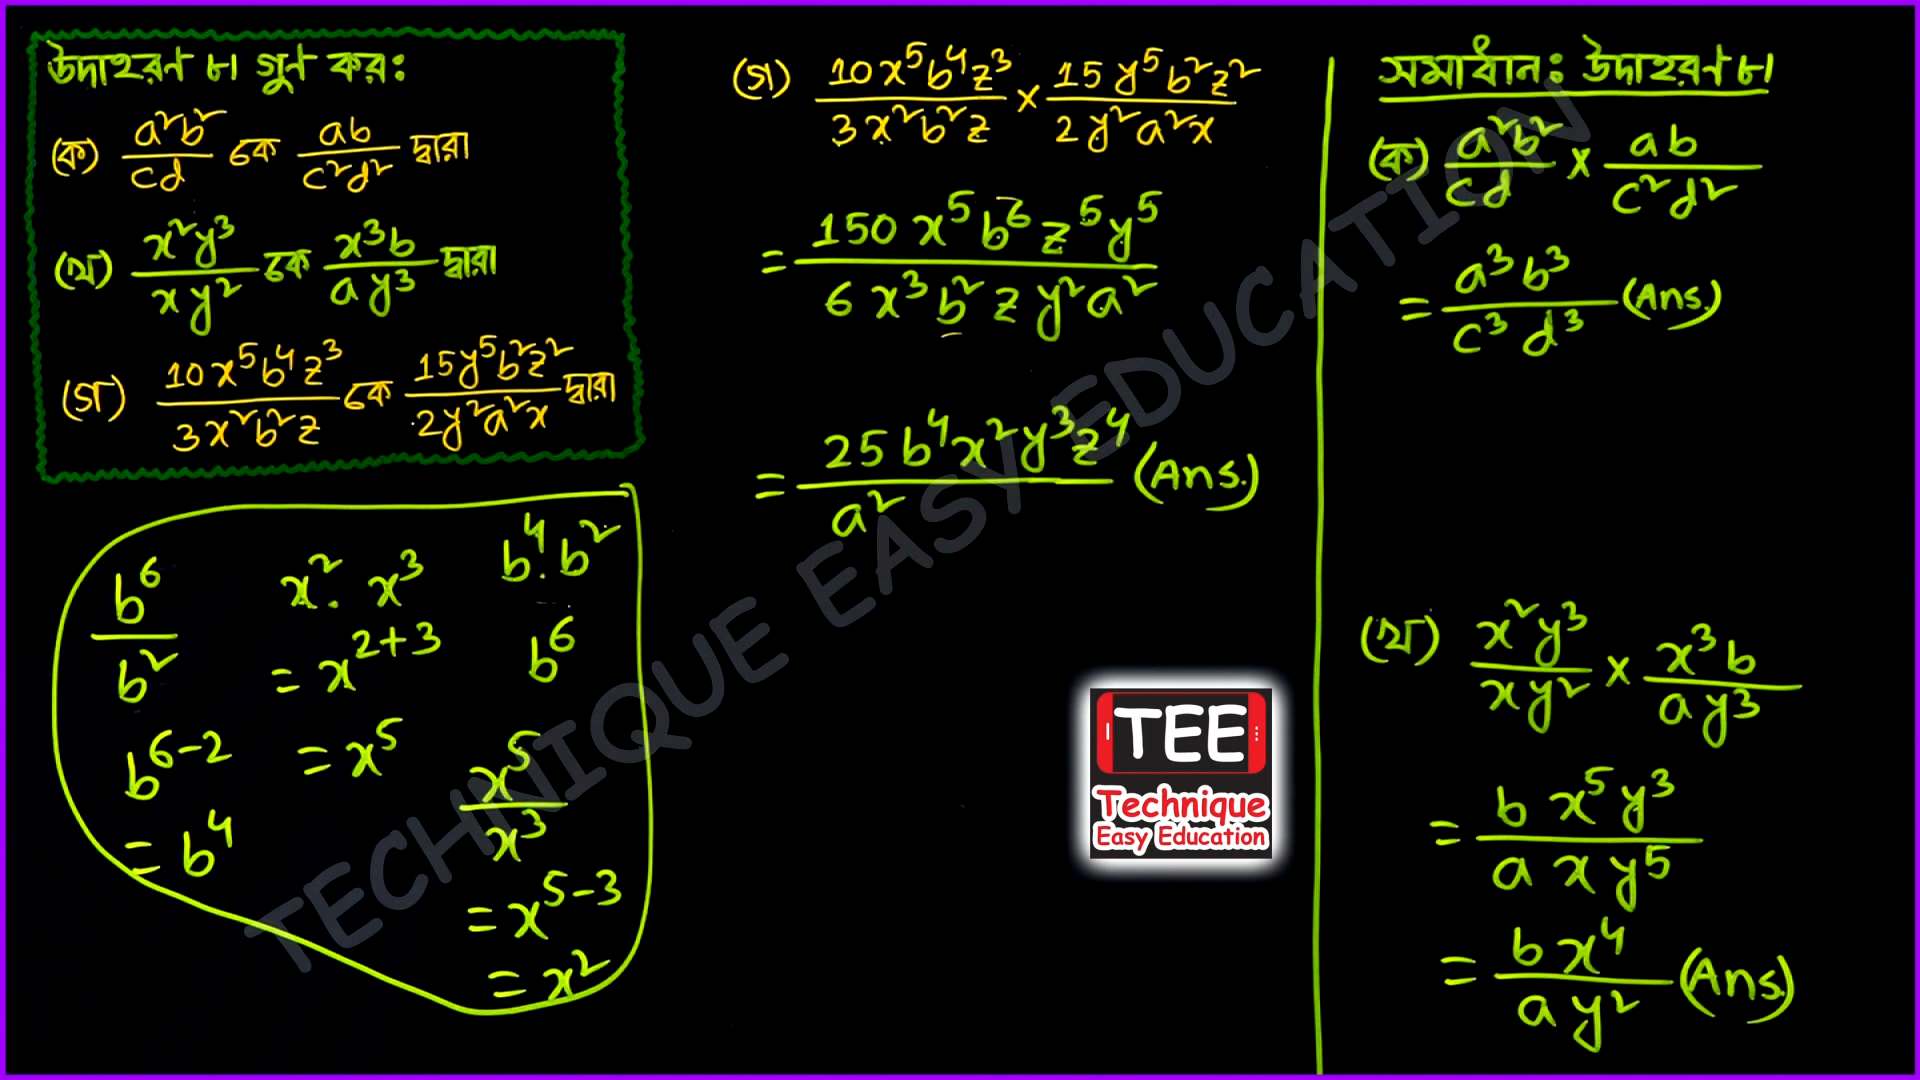 উদাহরণ ৮। গুণ কর:
(ক) a²b²/cd কে ab/c²d² দ্বারা
(খ) x²y³/xy² কে x³b/ay³ দ্বারা
(গ) 10x⁵b⁴z³/3x²b²z কে 15y⁵b²z²/2y²a²x দ্বারা
b⁶/b²
b⁶⁻²
= b⁴
x². x³
= x²⁺³
= x⁵
b⁴. b²
b⁶
x⁵/x³
= x⁵⁻³
= x²
(গ) 10x⁵b⁴z³/3x²b²z × 15y⁵b²z²/2y²a²x
= 150x⁵b⁶z⁵y⁵/6x³b²zy²a²
= 25b⁴x²y³z⁴/a² (Ans.)
TEE
Technique
Easy Education
সমাধান: উদাহরণ ৮।
(ক) a²b²/cd × ab/c²d²
= a³b³/c³d³ (Ans.)
(খ) x²y³/xy² × x³b/ay³
= bx⁵y³/axy⁵
= bx⁴/ay² (Ans.)
TECHNIQUE EASY EDUCATION